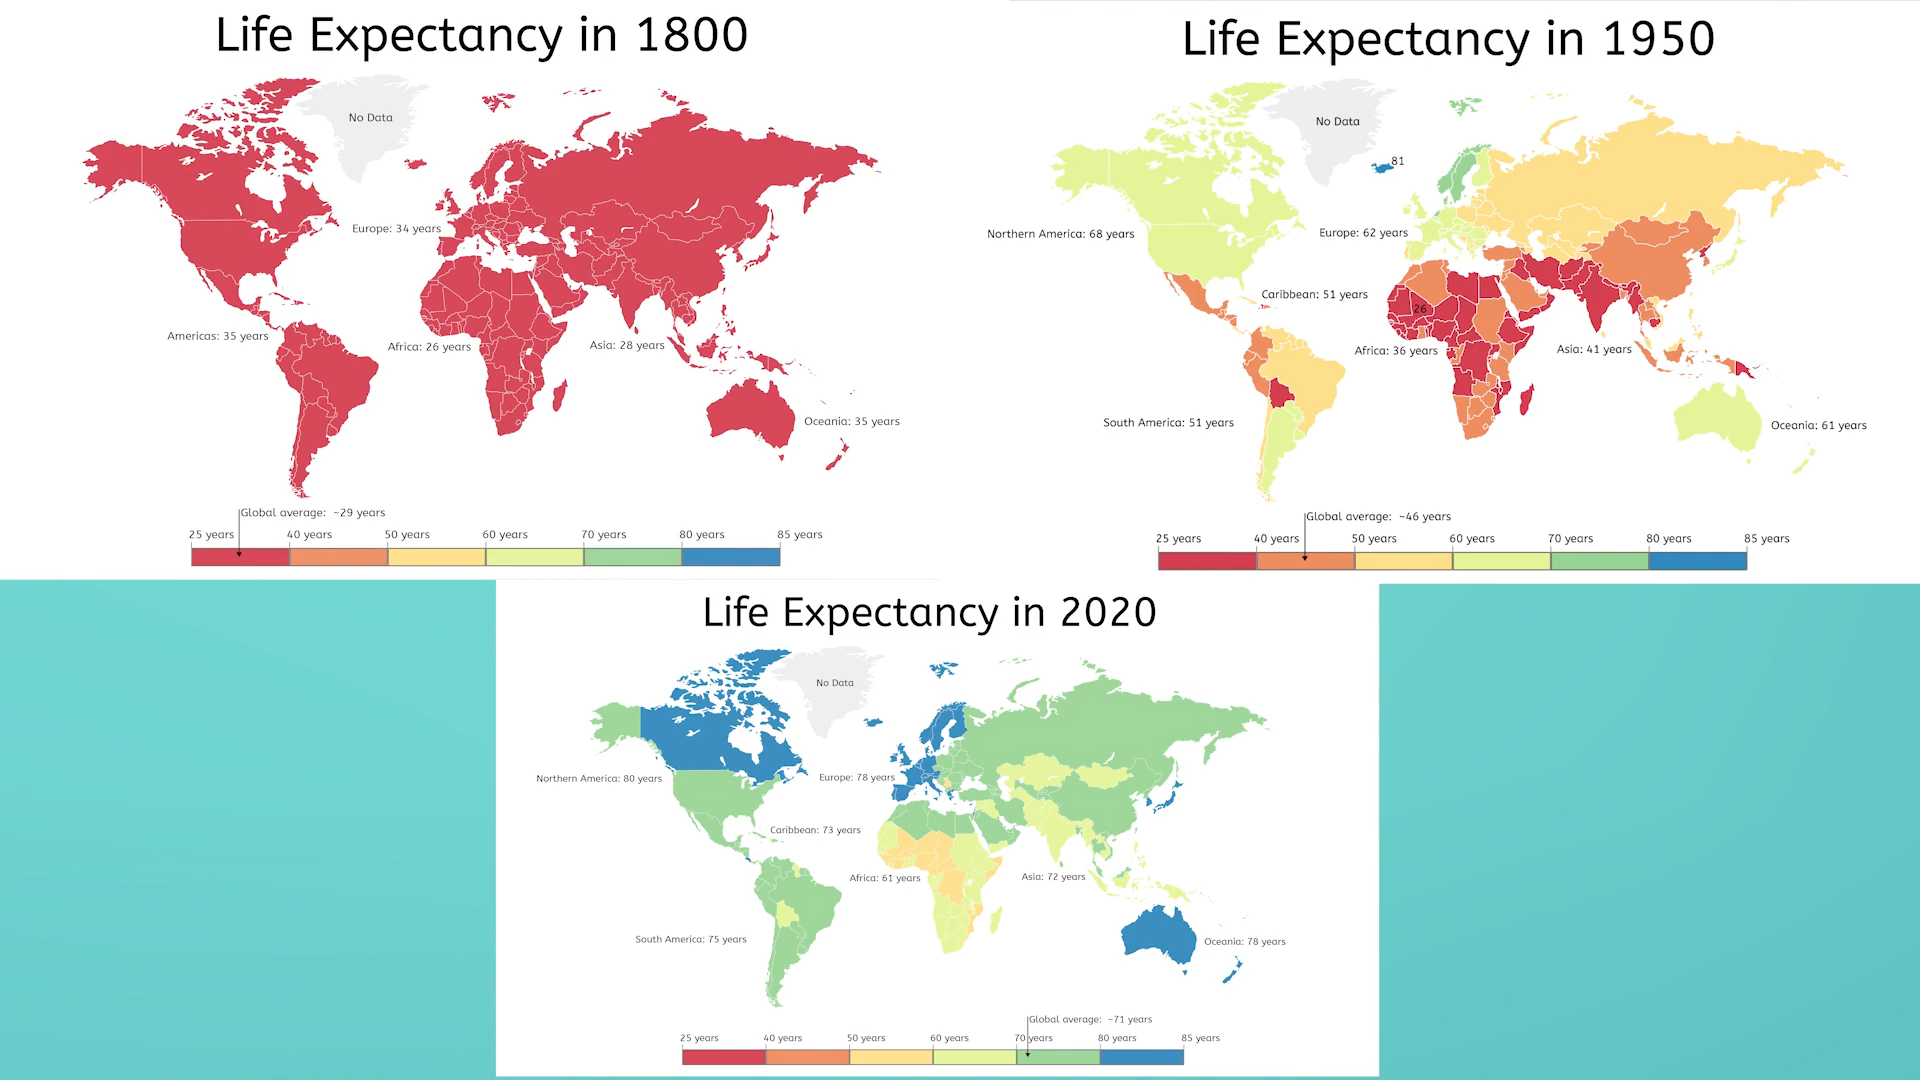 Life Expectancy in 1800
No Data
Europe: 34 years
Americas: 35 years
Africa: 26 years
Asia: 28 years
Oceania: 35 years
Global average: ~29 years
25 years 40 years 50 years 60 years 70 years 80 years 85 years
Life Expectancy in 1950
No Data
81
Northern America: 68 years
Europe: 62 years
Caribbean: 51 years
26
Africa: 36 years
Asia: 41 years
South America: 51 years
Oceania: 61 years
Global average: ~46 years
25 years 40 years 50 years 60 years 70 years 80 years 85 years
Life Expectancy in 2020
No Data
Northern America: 80 years
Europe: 78 years
Caribbean: 73 years
Africa: 61 years
Asia: 72 years
South America: 75 years
Oceania: 78 years
Global average: ~71 years
25 years 40 years 50 years 60 years 70 years 80 years 85 years